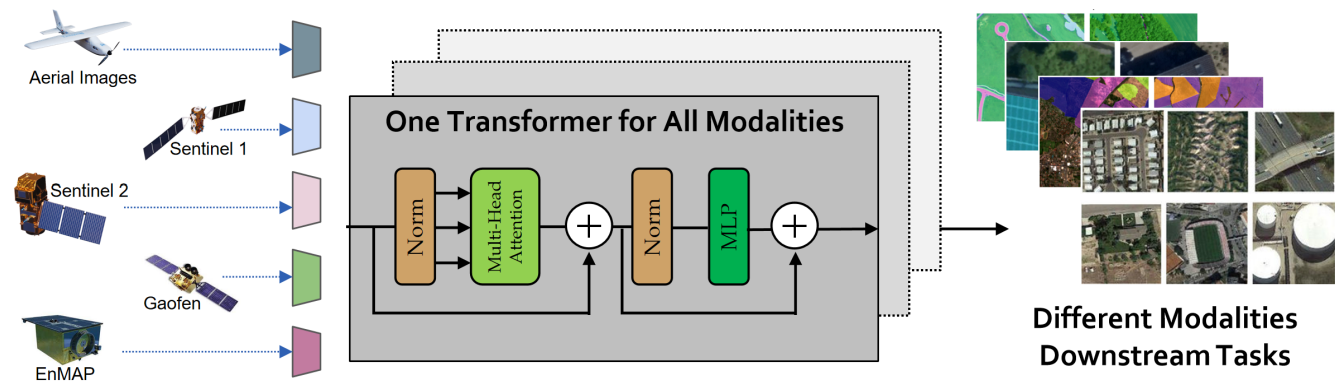 Aerial Images
Sentinel 1
Sentinel 2
Gaofen
EnMAP
One Transformer for All Modalities
Norm
Multi-Head
Attention
Norm
MLP
Different Modalities
Downstream Tasks